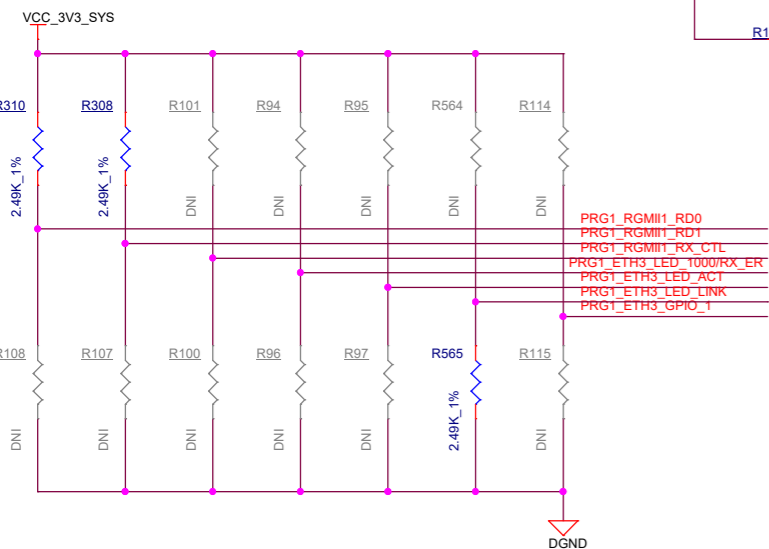 VCC_3V3_SYS
R1
R310
R308
R101
R94
R95
R564
R114
2.49K_1%
2.49K_1%
DNI
DNI
DNI
DNI
DNI
PRG1_RGMII1_RD0
PRG1_RGMII1_RD1
PRG1_RGMII1_RX_CTL
PRG1_ETH3_LED_1000/RX_ER
PRG1_ETH3_LED_ACT
PRG1_ETH3_LED_LINK
PRG1_ETH3_GPIO_1
R108
R107
R100
R96
R97
R565
R115
DNI
DNI
DNI
DNI
DNI
2.49K_1%
DNI
DGND